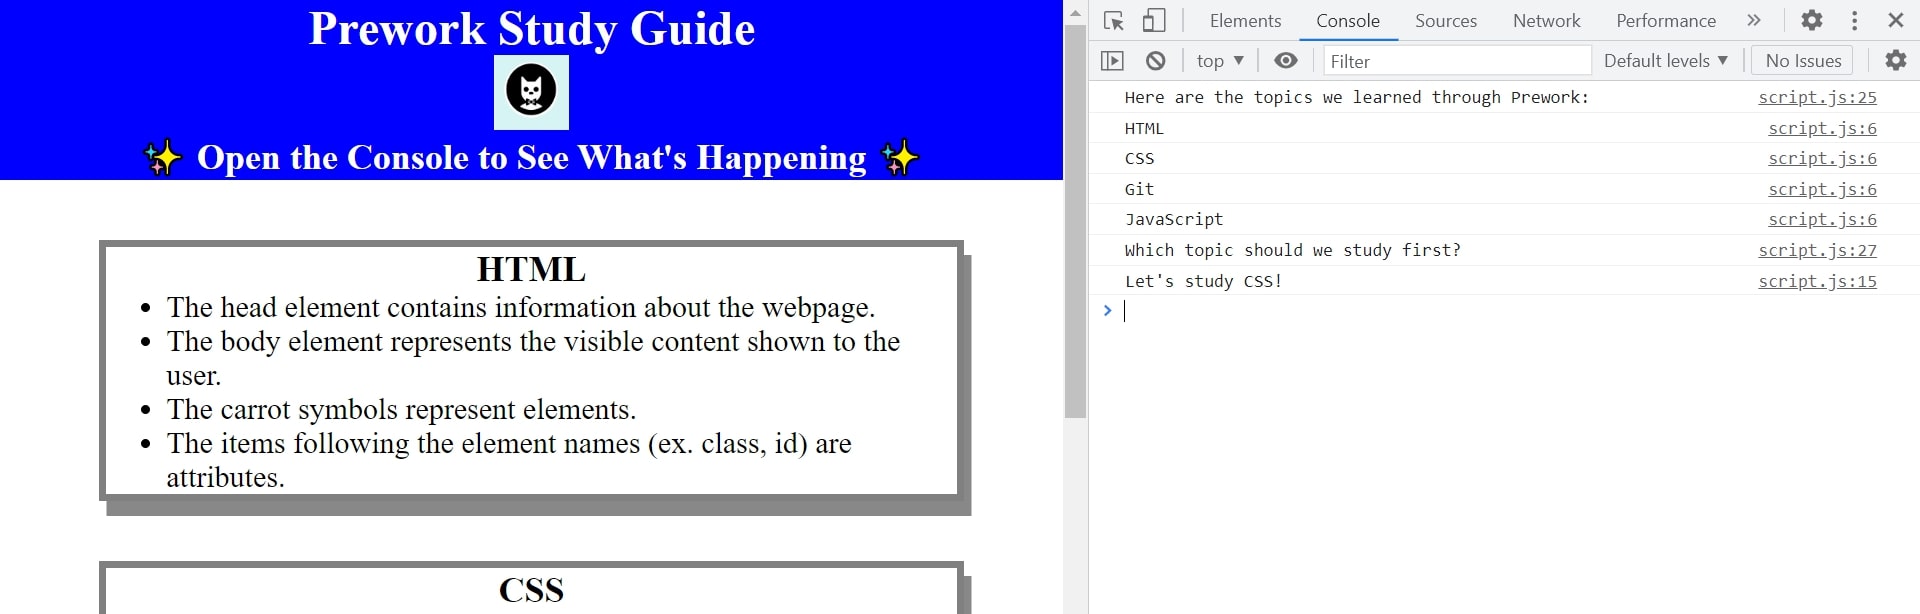 Prework Study Guide
✨ Open the Console to See What's Happening ✨
HTML
• The head element contains information about the webpage.
• The body element represents the visible content shown to the
user.
• The carrot symbols represent elements.
• The items following the element names (ex. class, id) are
attributes.
CSS
Elements Console Sources Network Performance »
top ▼ Filter Default levels ▼ No Issues
Here are the topics we learned through Prework: script.js:25
HTML script.js:6
CSS script.js:6
Git script.js:6
JavaScript script.js:6
Which topic should we study first? script.js:27
Let's study CSS! script.js:15
>